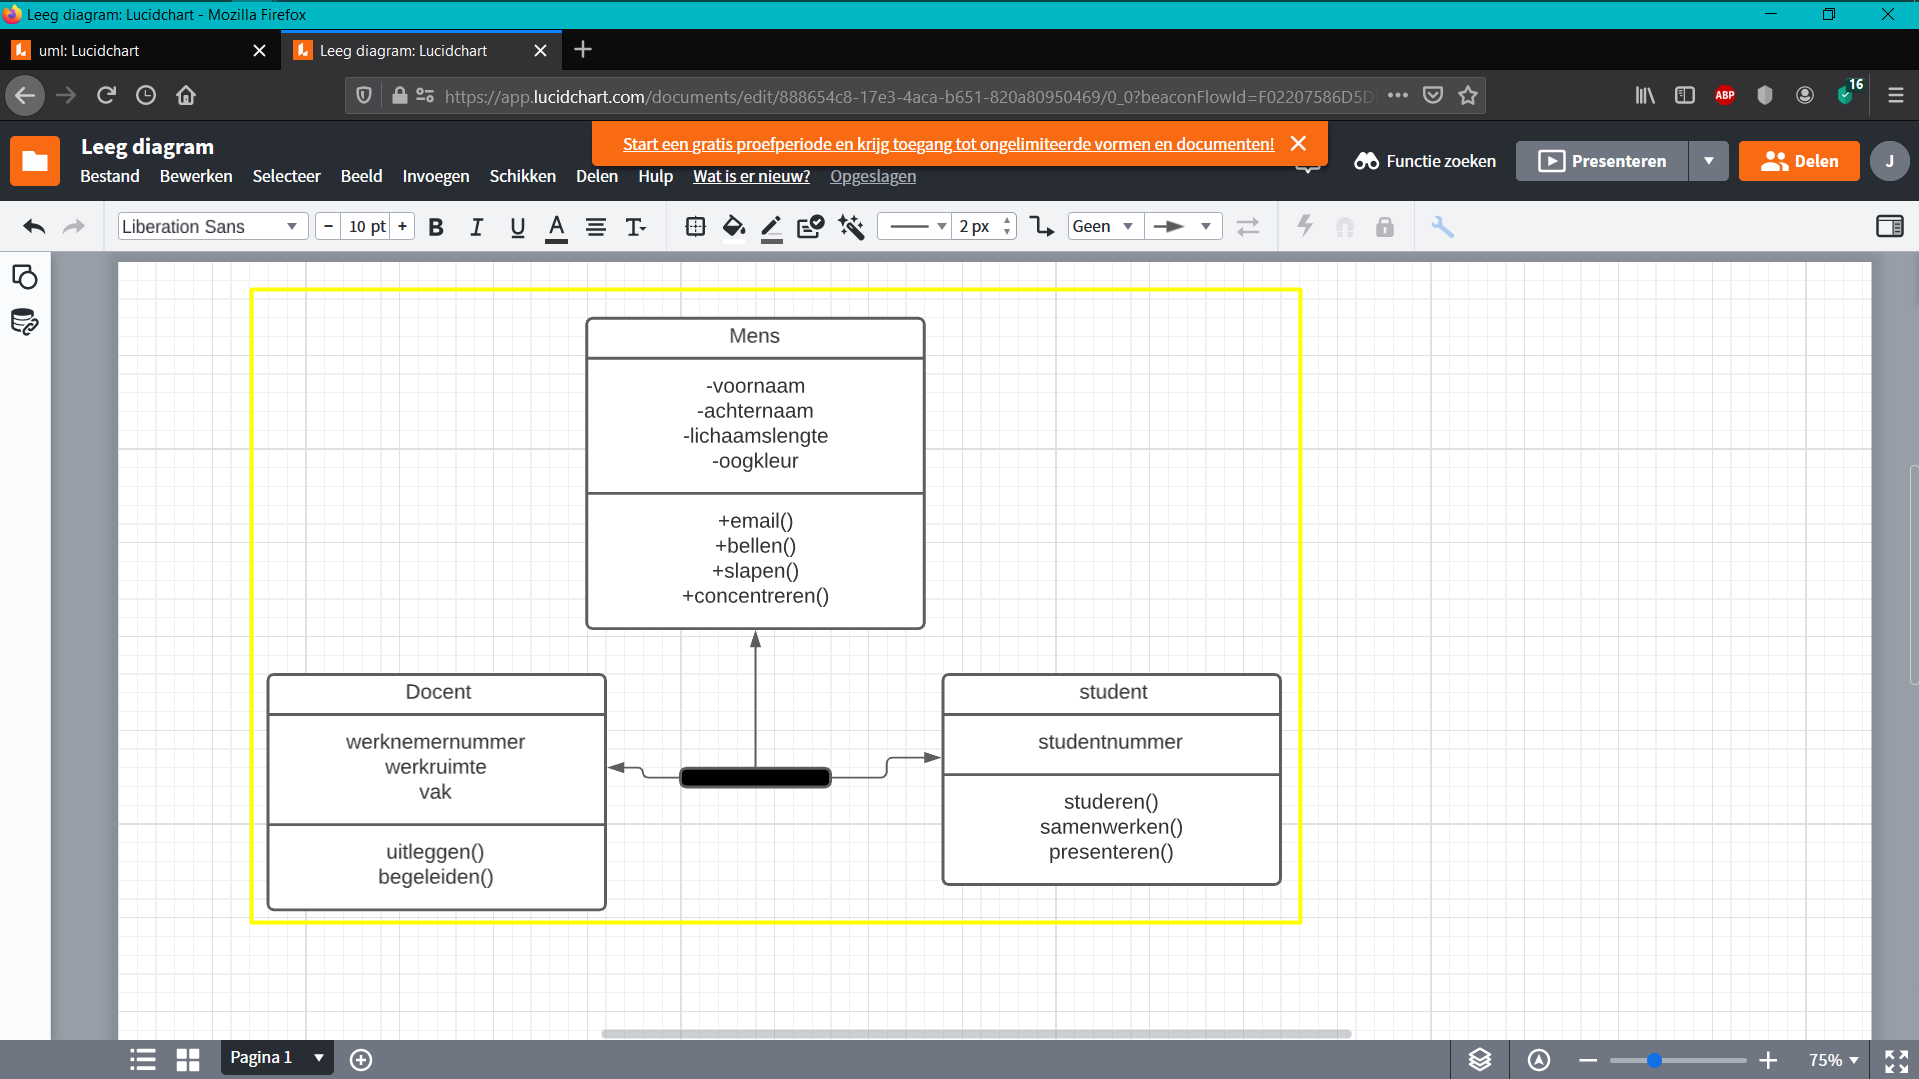 Leeg diagram: Lucidchart - Mozilla Firefox
uml: Lucidchart
Leeg diagram: Lucidchart
https://app.lucidchart.com/documents/edit/888654c8-17e3-4aca-b651-820a80950469/0_0?beaconFlowId=F02207586D5D
ABP
16
Leeg diagram
Start een gratis proefperiode en krijg toegang tot ongelimiteerde vormen en documenten!
Functie zoeken
Presenteren
Delen
J
Bestand Bewerken Selecteer Beeld Invoegen Schikken Delen Hulp Wat is er nieuw? Opgeslagen
Liberation Sans - 10 pt + B I U A T 2 px Geen
Mens
-voornaam
-achternaam
-lichaamslengte
-oogkleur
+email()
+bellen()
+slapen()
+concentreren()
Docent
werknemernummer
werkruimte
vak
uitleggen()
begeleiden()
student
studentnummer
studeren()
samenwerken()
presenteren()
Pagina 1
75%